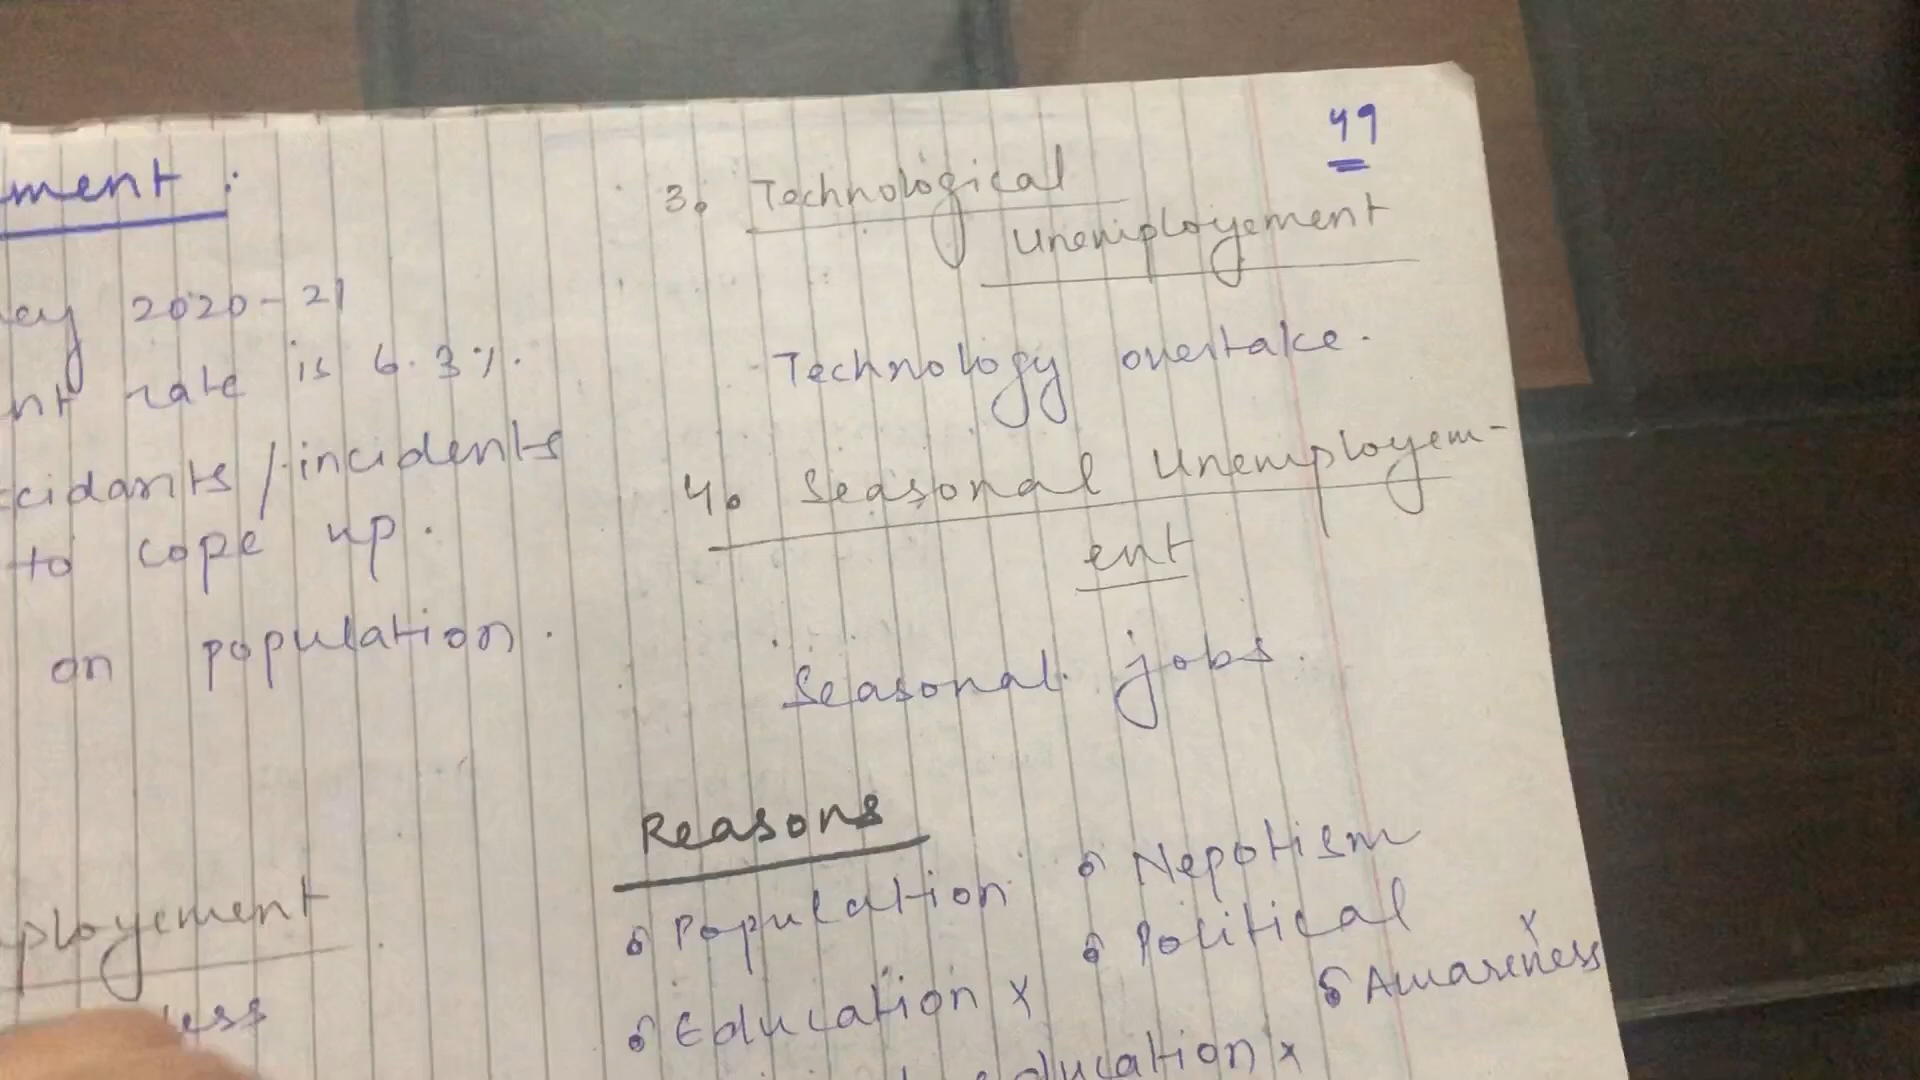 ment :
2020-21
rate is 6.3%.
/ incidents
to cope up.
on population.
49
3. Technological
Unemployement
Technology overtake.
4. Seasonal Unemployem-
ent
Seasonal jobs.
Reasons
Population
Nepotism
Education x
Political
Awareness x
ployement